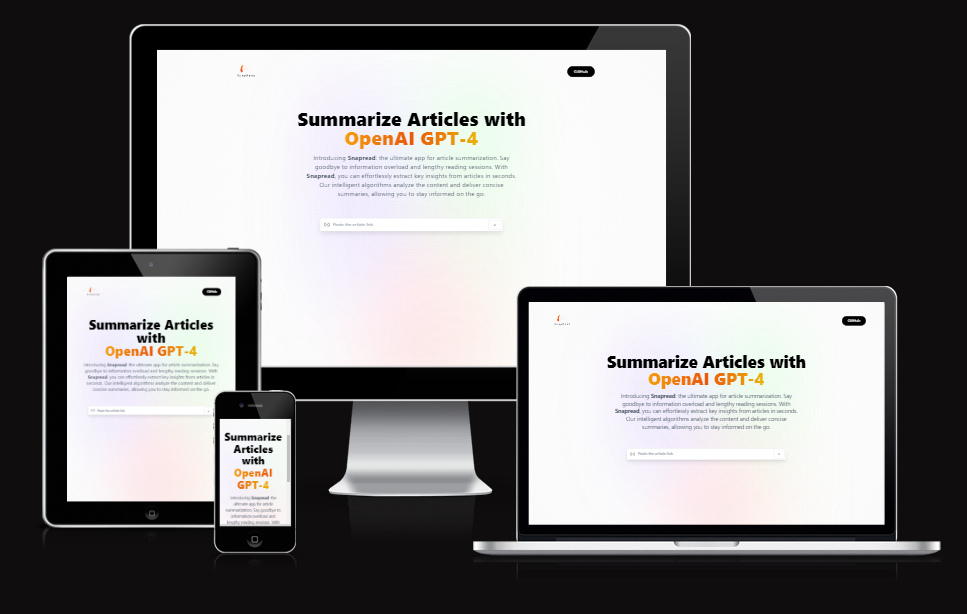 GitHub
Summarize Articles with
OpenAI GPT-4
Introducing Snapread: the ultimate app for article summarization. Say
goodbye to information overload and lengthy reading sessions. With
Snapread, you can effortlessly extract key insights from articles in seconds.
Our intelligent algorithms analyze the content and deliver concise
summaries, allowing you to stay informed on the go.
Paste the article link
GitHub
Summarize Articles
with
OpenAI GPT-4
Introducing Snapread: the ultimate app for article summarization. Say
goodbye to information overload and lengthy reading sessions. With
Snapread, you can effortlessly extract key insights from articles in
seconds. Our intelligent algorithms analyze the content and deliver
concise summaries, allowing you to stay informed on the go.
Paste the article link
Summarize
Articles
with
OpenAI
GPT-4
Introducing Snapread: the
ultimate app for article
summarization. Say goodbye to
information overload and
lengthy reading sessions. With
GitHub
Summarize Articles with
OpenAI GPT-4
Introducing Snapread: the ultimate app for article summarization. Say
goodbye to information overload and lengthy reading sessions. With
Snapread, you can effortlessly extract key insights from articles in seconds.
Our intelligent algorithms analyze the content and deliver concise
summaries, allowing you to stay informed on the go.
Paste the article link